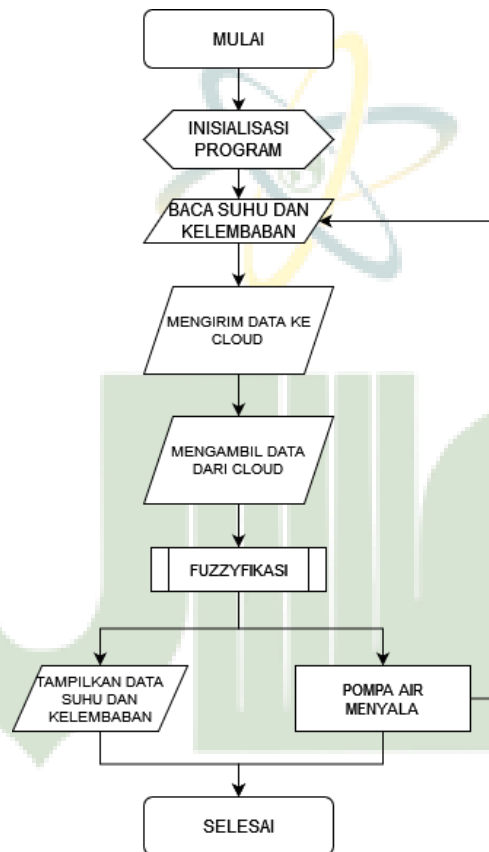 MULAI
INISIALISASI
PROGRAM
BACA SUHU DAN
KELEMBABAN
MENGIRIM DATA KE
CLOUD
MENGAMBIL DATA
DARI CLOUD
FUZZYFIKASI
TAMPILKAN DATA
SUHU DAN
KELEMBABAN
POMPA AIR
MENYALA
SELESAI